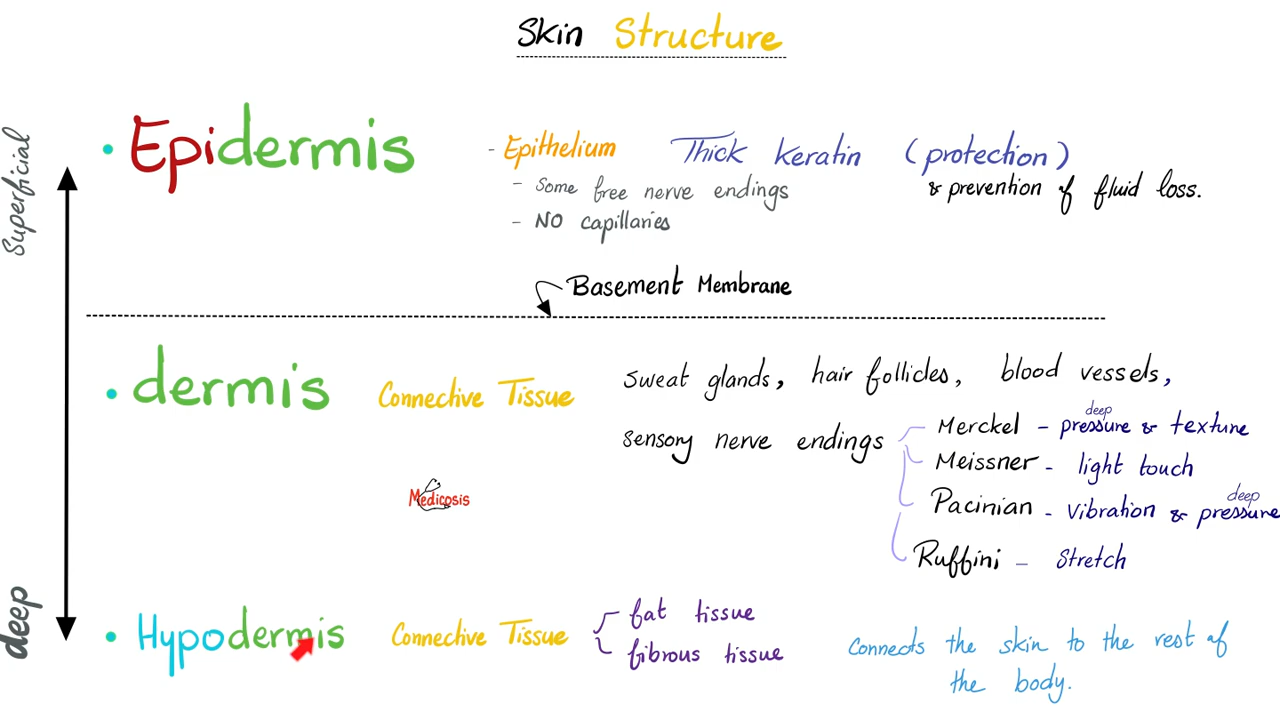 Skin Structure
Superficial
• Epidermis - Epithelium Thick keratin (protection)
- Some free nerve endings & prevention of fluid loss.
- NO capillaries
Basement Membrane
• dermis Connective Tissue sweat glands, hair follicles, blood vessels,
sensory nerve endings
Merckel - deep pressure & texture
Meissner - light touch
Pacinian - vibration & deep pressure
Ruffini - stretch
Medicosis
deep
• Hypodermis Connective Tissue
fat tissue
fibrous tissue
Connects the skin to the rest of
the body.